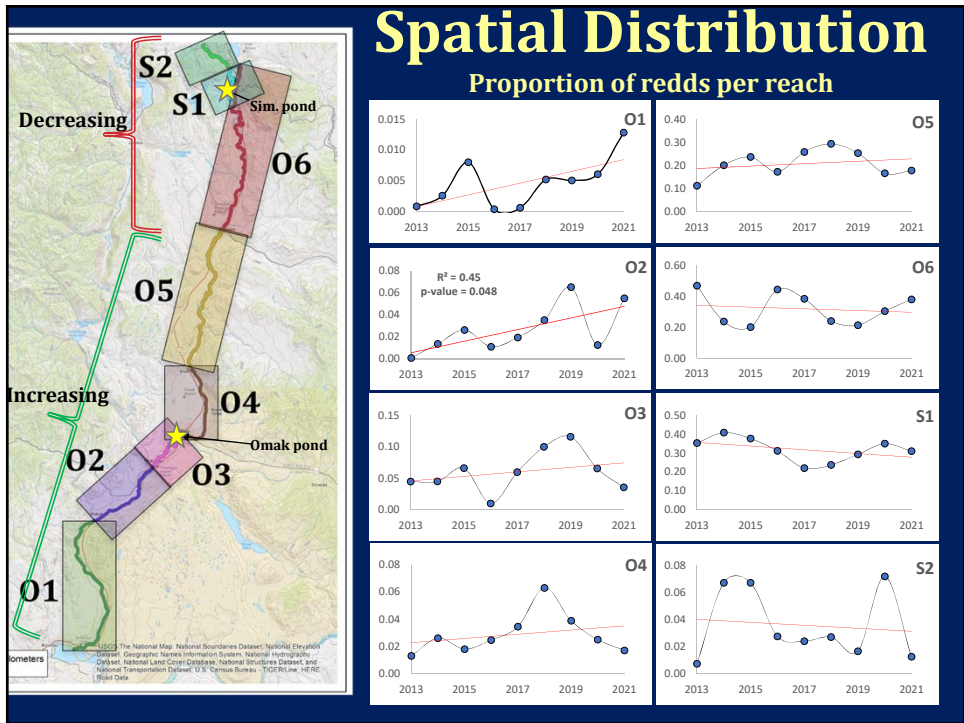 Spatial Distribution
Proportion of redds per reach
S2
S1
Sim. pond
Decreasing
O6
O5
Increasing
O4
Omak pond
O2
O3
O1
lometers
USGS The National Map: National Boundaries Dataset, National Elevation
Dataset, Geographic Names Information System, National Hydrography
Dataset, National Land Cover Database, National Structures Dataset, and
National Transportation Dataset; U.S. Census Bureau - TIGER/Line; HERE
Road Data
O1
0.015
0.010
0.005
0.000
2013 2015 2017 2019 2021
O5
0.40
0.30
0.20
0.10
0.00
2013 2015 2017 2019 2021
O2
R² = 0.45
p-value = 0.048
0.08
0.06
0.04
0.02
0.00
2013 2015 2017 2019 2021
O6
0.60
0.40
0.20
0.00
2013 2015 2017 2019 2021
O3
0.15
0.10
0.05
0.00
2013 2015 2017 2019 2021
S1
0.50
0.40
0.30
0.20
0.10
0.00
2013 2015 2017 2019 2021
O4
0.08
0.06
0.04
0.02
0.00
2013 2015 2017 2019 2021
S2
0.08
0.06
0.04
0.02
0.00
2013 2015 2017 2019 2021